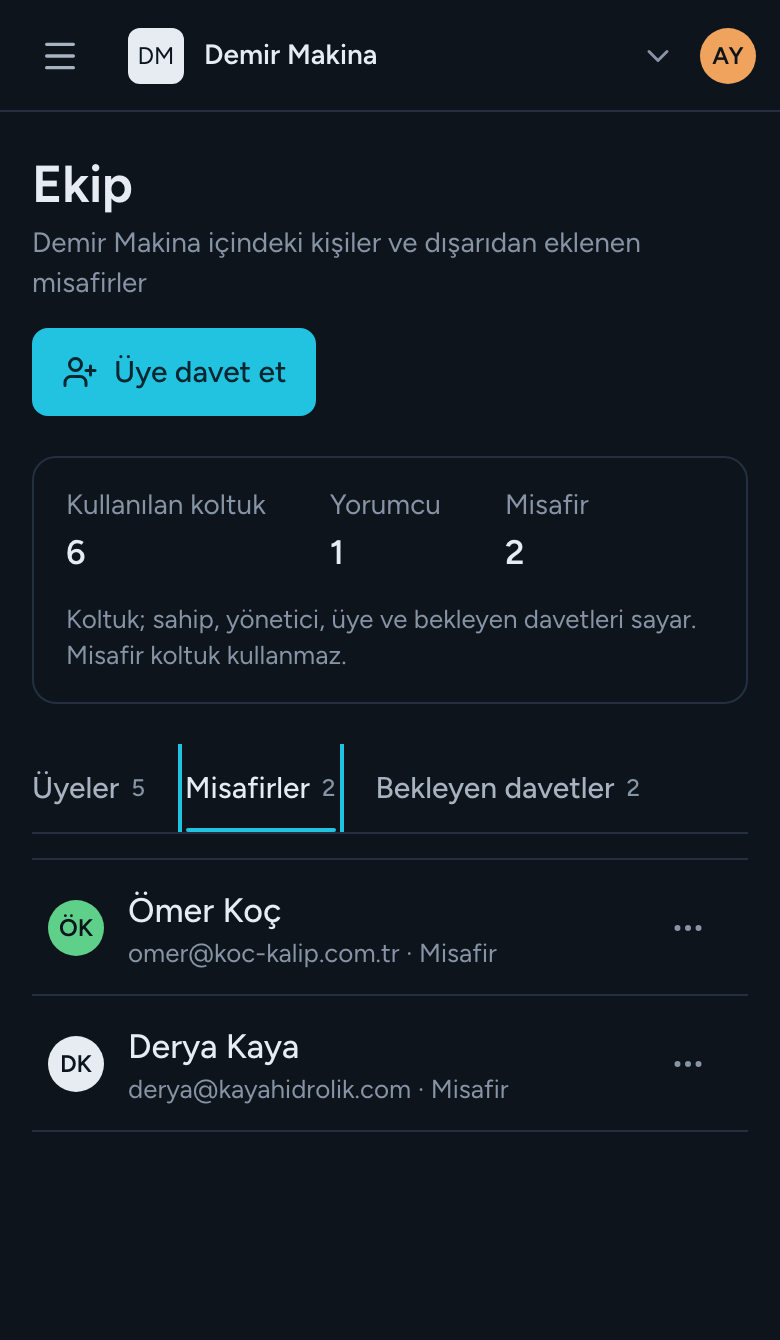 DM Demir Makina AY
Ekip
Demir Makina içindeki kişiler ve dışarıdan eklenen
misafirler
Üye davet et
Kullanılan koltuk Yorumcu Misafir
6 1 2
Koltuk; sahip, yönetici, üye ve bekleyen davetleri sayar.
Misafir koltuk kullanmaz.
Üyeler 5 Misafirler 2 Bekleyen davetler 2
ÖK Ömer Koç
omer@koc-kalip.com.tr · Misafir
DK Derya Kaya
derya@kayahidrolik.com · Misafir